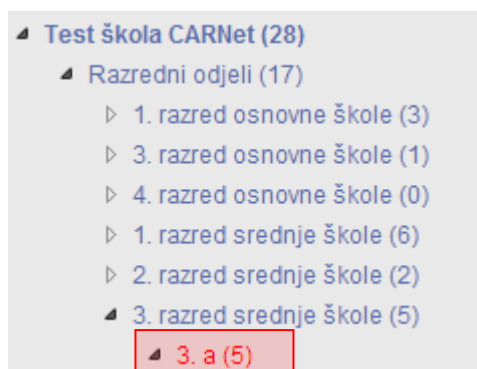 Test škola CARNet (28)
Razredni odjeli (17)
1. razred osnovne škole (3)
3. razred osnovne škole (1)
4. razred osnovne škole (0)
1. razred srednje škole (6)
2. razred srednje škole (2)
3. razred srednje škole (5)
3. a (5)